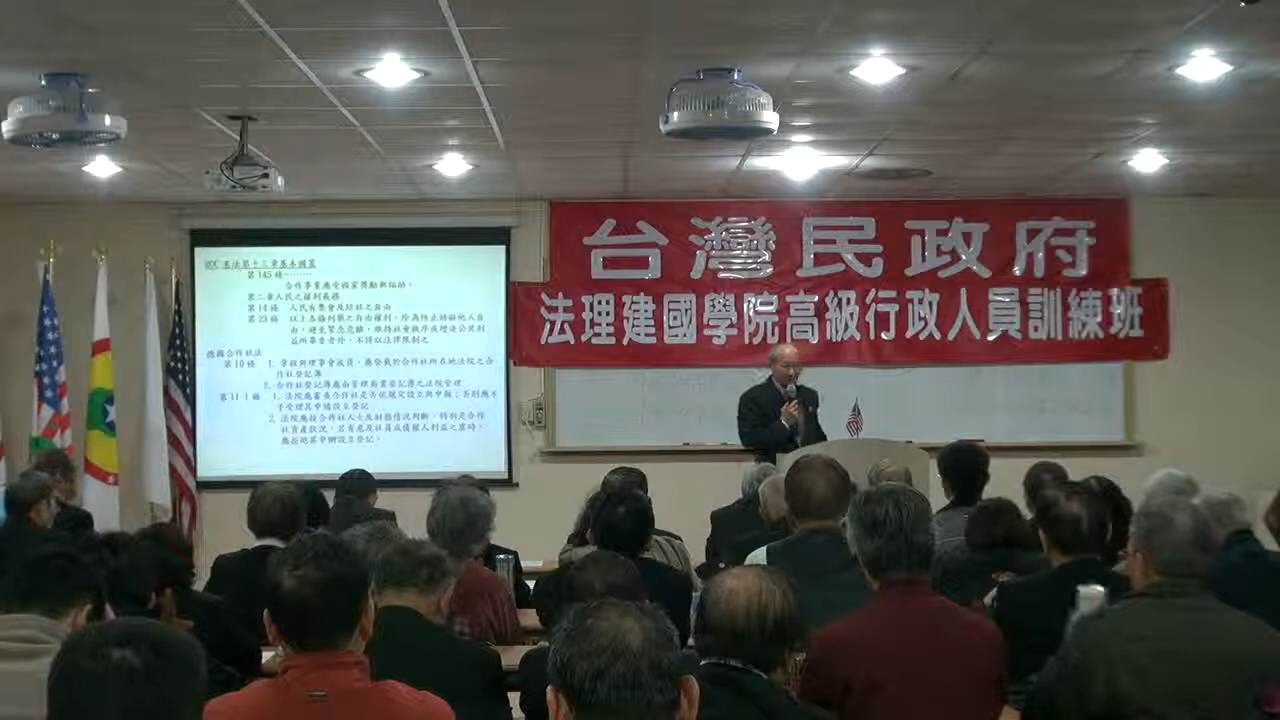 台灣民政府
法理建國學院高級行政人員訓練班
ROC憲法第十三章基本國策
第145條………
合作事業應受國家獎勵與協助。
第二章人民之權利義務
第14條 人民有集會及結社之自由
第23條 以上各條列舉之自由權利，除為防止妨礙他人自
由，避免緊急危難，維持社會秩序或增進公共利
益所畢者外，不得以法律限制之
德國合作社法
第10條 1. 章程與理事會成員，應登載於合作社所在地法院之合
作社登記簿
2. 合作社登記簿應由管理商業登記簿之法院管理
第11-1條 1. 法院應審查合作社是否依規定設立與申報；否則應不
予受理其申請設立登記
2. 法院應按合作社人士及財務情況判斷，特別是合作
社資產狀況，若有危及社員或債權人利益之虞時，
應拒絕其申辦設立登記。